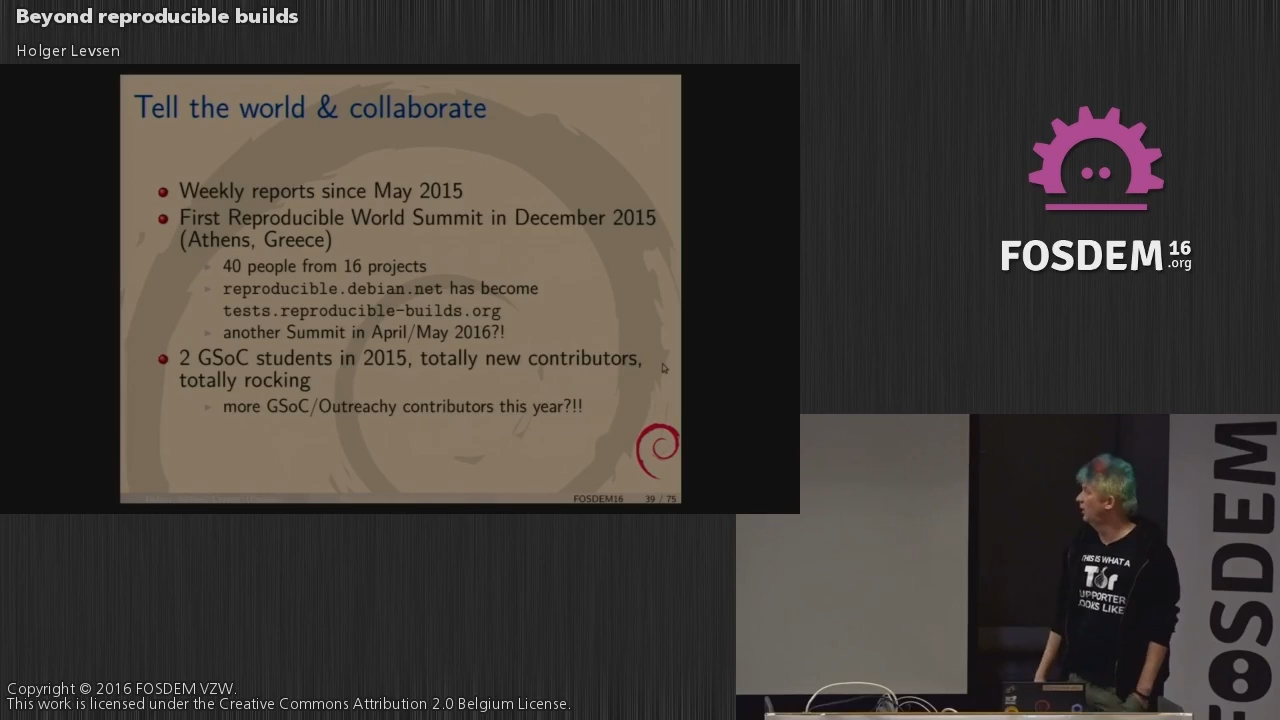 Beyond reproducible builds
Holger Levsen
Tell the world & collaborate
Weekly reports since May 2015
First Reproducible World Summit in December 2015
(Athens, Greece)
40 people from 16 projects
reproducible.debian.net has become
tests.reproducible-builds.org
another Summit in April/May 2016?!
2 GSoC students in 2015, totally new contributors,
totally rocking
more GSoC/Outreachy contributors this year?!!
FOSDEM16 39 / 75
FOSDEM 16
.org
THIS IS WHAT A
Tor
UPPORTER
OOKS LIKE
FOSDEM
Copyright © 2016 FOSDEM VZW.
This work is licensed under the Creative Commons Attribution 2.0 Belgium License.